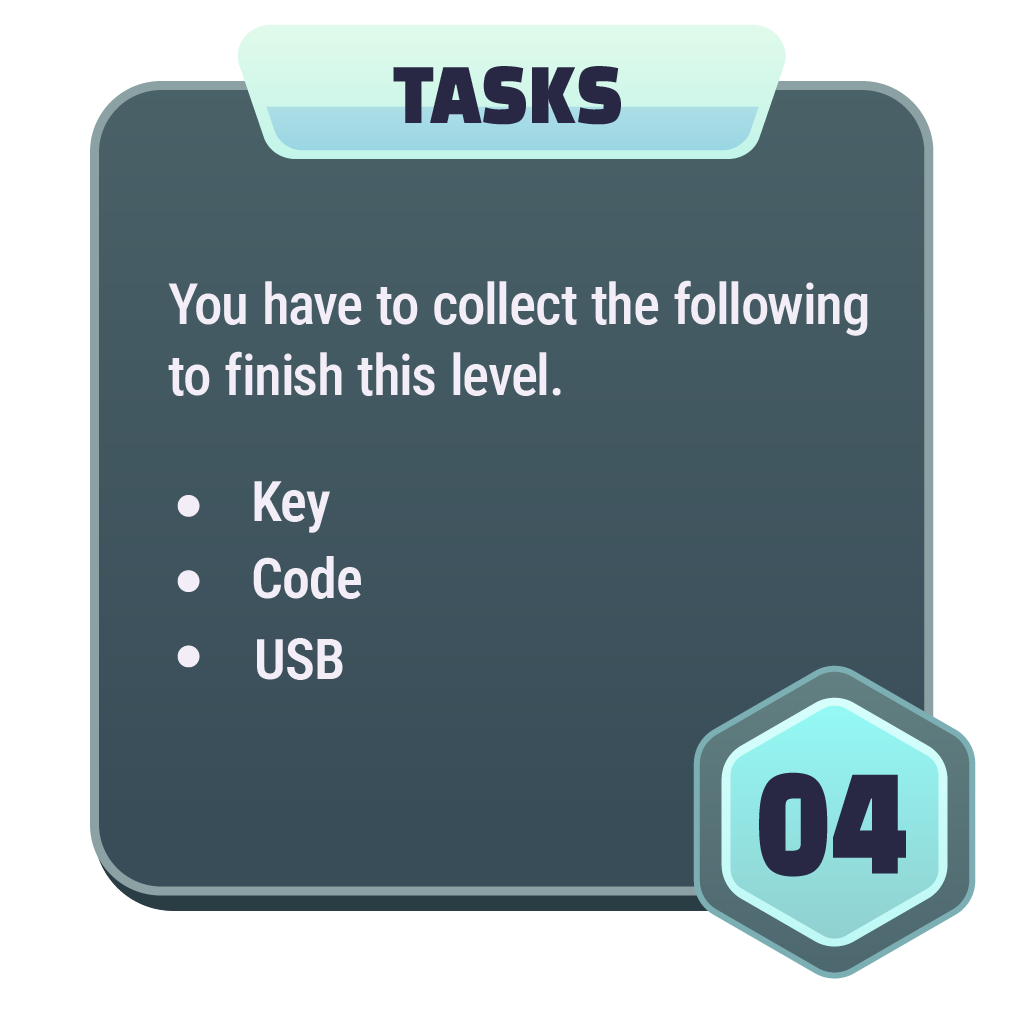 TASKS
You have to collect the following
to finish this level.
• Key
• Code
• USB
04